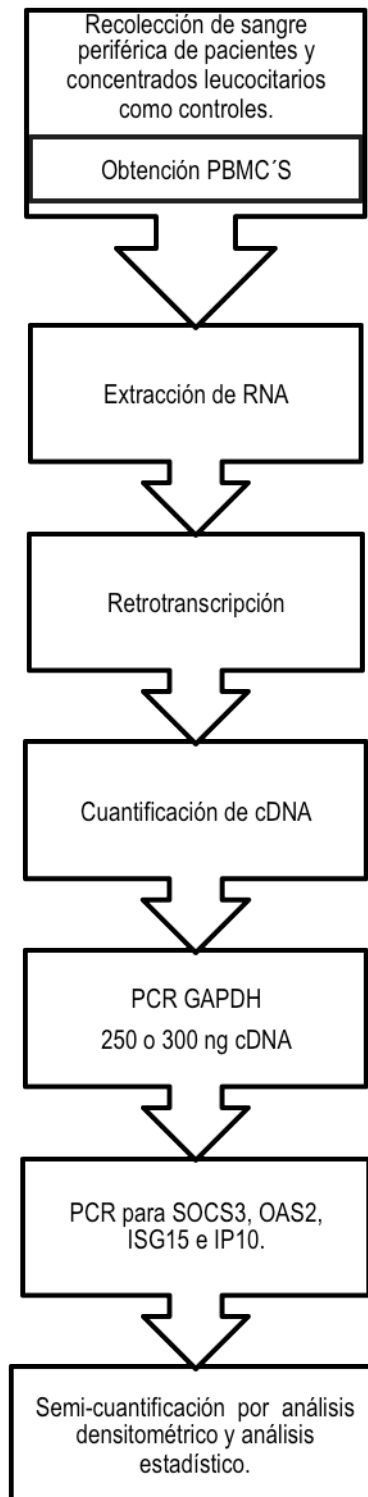 Recolección de sangre
periférica de pacientes y
concentrados leucocitarios
como controles.
Obtención PBMC´S
Extracción de RNA
Retrotranscripción
Cuantificación de cDNA
PCR GAPDH
250 o 300 ng cDNA
PCR para SOCS3, OAS2,
ISG15 e IP10.
Semi-cuantificación por análisis
densitométrico y análisis
estadístico.